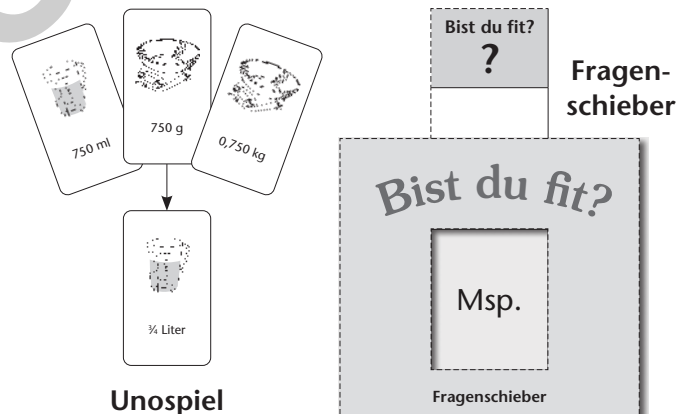 750 ml
750 g
0,750 kg
¾ Liter
Unospiel
Bist du fit?
?
Fragen-
schieber
Bist du fit?
Msp.
Fragenschieber